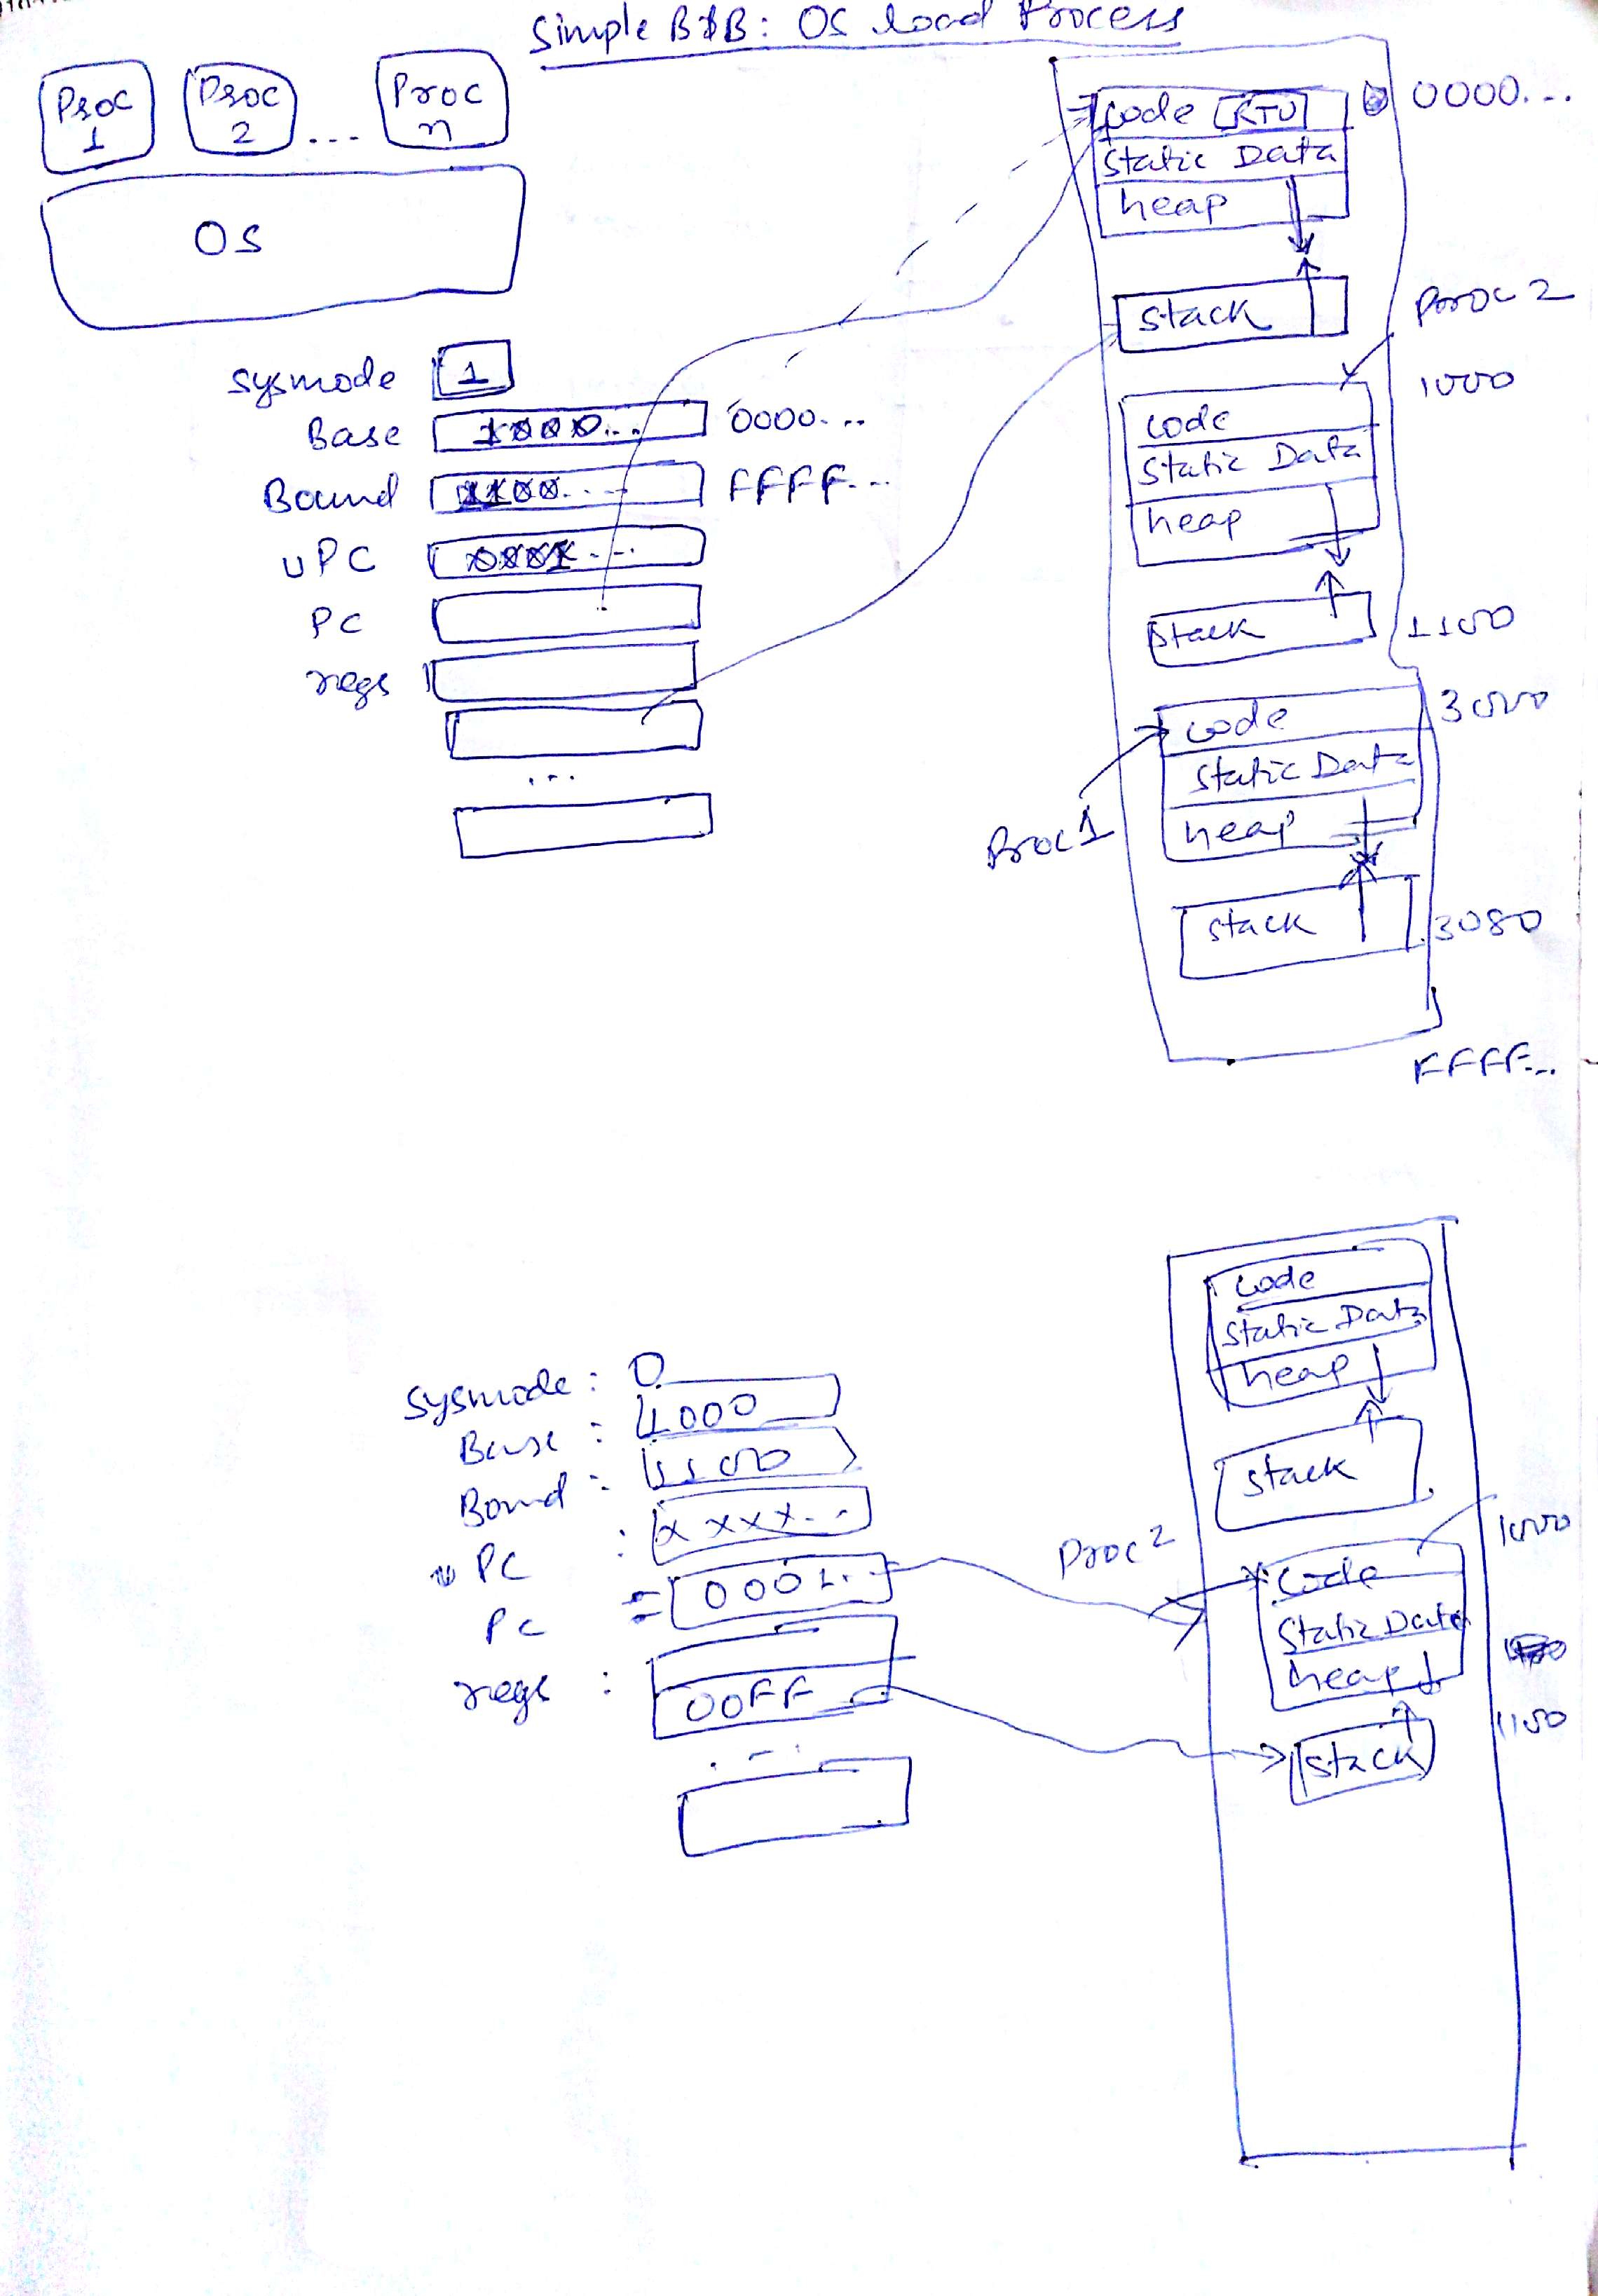 Simple B&B: OS load Process
Proc 1
Proc 2
...
Proc n
OS
sysmode 1
Base 1000... 0000...
Bound 1100... FFFF...
uPC 0001...
PC
regs
...
code RTU 0000...
Static Data
heap
stack
Proc 2
1000
code
Static Data
heap
stack 1100
code 3000
Static Data
heap
Proc 1
stack 3080
FFFF...
sysmode: 0
Base: 1000
Bound: 1100
uPC: xxxx...
PC = 0001..
regs:
00FF
...
code
Static Data
heap
stack
Proc 2
1000
code
Static Data
heap
1100
stack